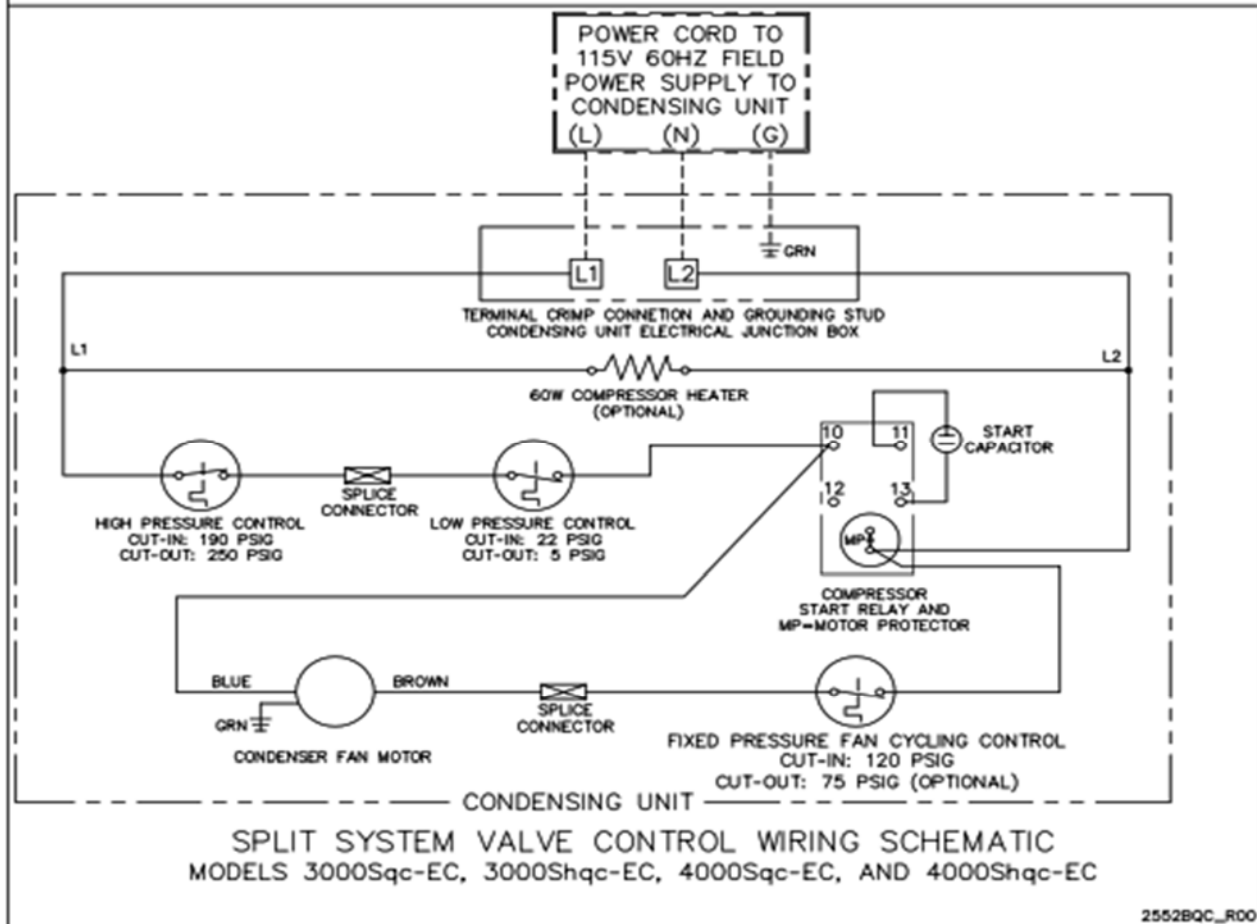 POWER CORD TO
115V 60HZ FIELD
POWER SUPPLY TO
CONDENSING UNIT
(L) (N) (G)
GRN
L1 L2
TERMINAL CRIMP CONNETION AND GROUNDING STUD
CONDENSING UNIT ELECTRICAL JUNCTION BOX
L1
L2
60W COMPRESSOR HEATER
(OPTIONAL)
10 11
START
CAPACITOR
12 13
SPLICE
CONNECTOR
HIGH PRESSURE CONTROL
CUT-IN: 190 PSIG
CUT-OUT: 250 PSIG
LOW PRESSURE CONTROL
CUT-IN: 22 PSIG
CUT-OUT: 5 PSIG
MP
COMPRESSOR
START RELAY AND
MP=MOTOR PROTECTOR
BLUE
BROWN
GRN
SPLICE
CONNECTOR
CONDENSER FAN MOTOR
FIXED PRESSURE FAN CYCLING CONTROL
CUT-IN: 120 PSIG
CUT-OUT: 75 PSIG (OPTIONAL)
CONDENSING UNIT
SPLIT SYSTEM VALVE CONTROL WIRING SCHEMATIC
MODELS 3000Sqc-EC, 3000Shqc-EC, 4000Sqc-EC, AND 4000Shqc-EC
2552BQC_R00